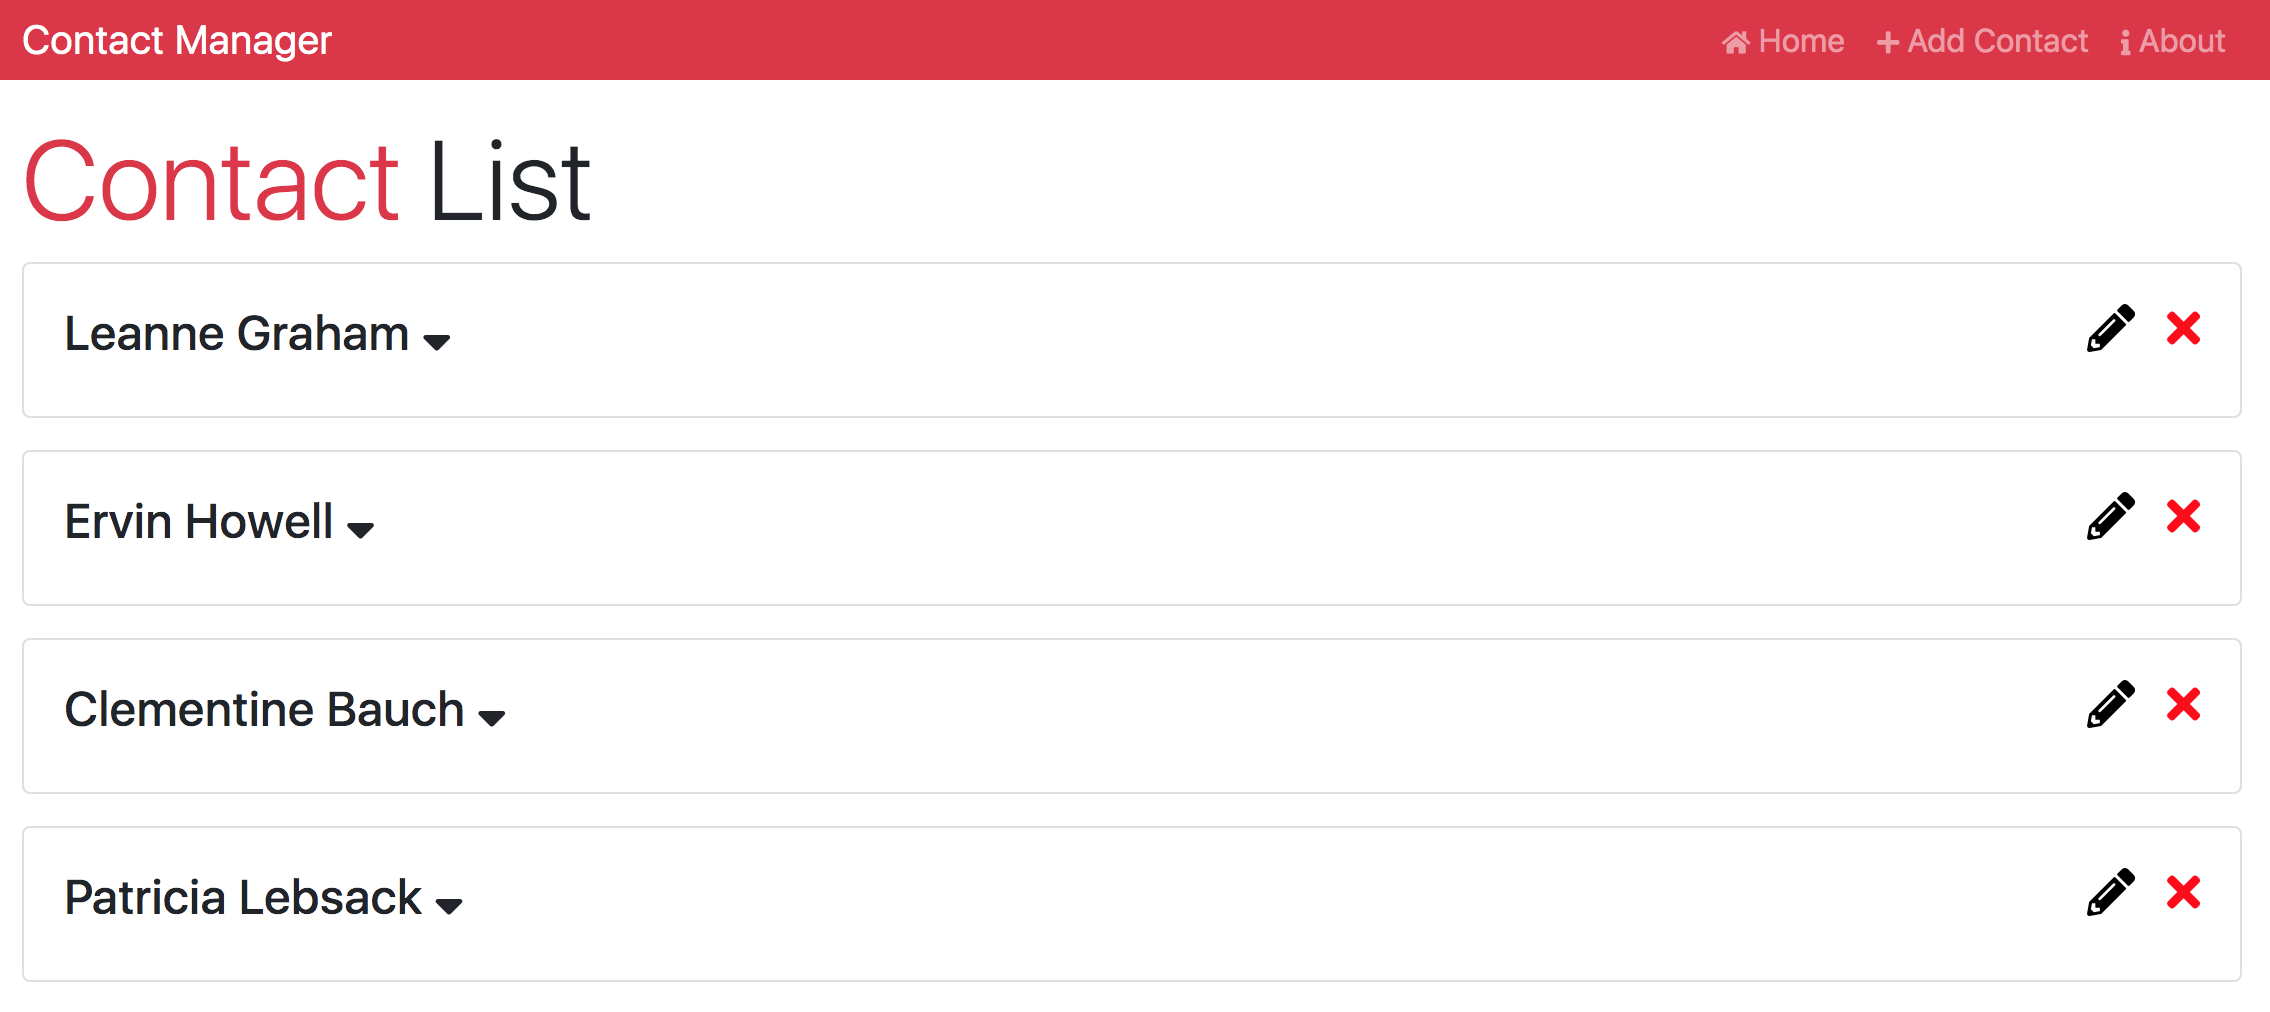 Contact Manager
Home
Add Contact
About
Contact List
Leanne Graham
Ervin Howell
Clementine Bauch
Patricia Lebsack